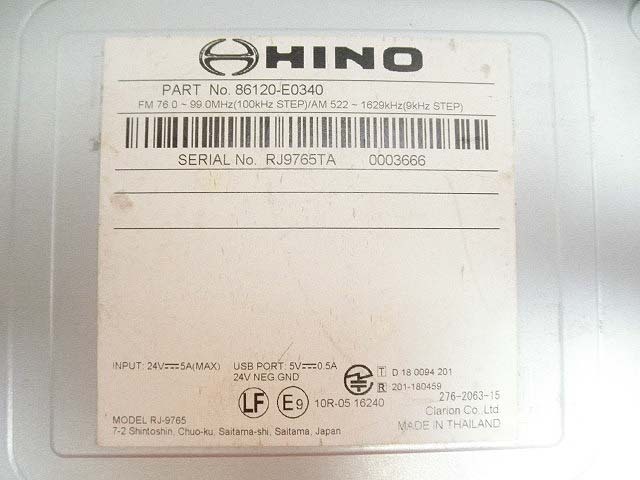 HINO
PART No. 86120-E0340
FM 76.0 ~ 99.0MHz(100kHz STEP)/AM 522 ~ 1629kHz(9kHz STEP)
SERIAL No. RJ9765TA 0003666
INPUT: 24V⎓5A(MAX) USB PORT: 5V⎓0.5A
24V NEG.GND
T D 18 0094 201
R 201-180459
LF E9 10R-05 16240
276-2063-15
Clarion Co., Ltd.
MODEL RJ-9765
MADE IN THAILAND
7-2 Shintoshin, Chuo-ku, Saitama-shi, Saitama, Japan